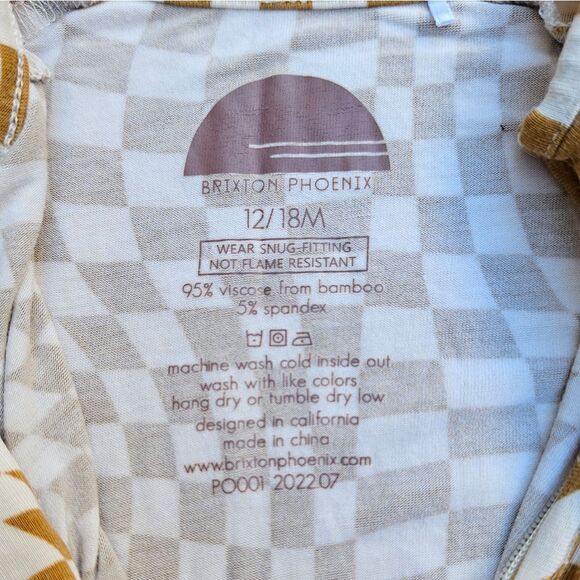 BRIXTON PHOENIX
12/18M
WEAR SNUG-FITTING
NOT FLAME RESISTANT
95% viscose from bamboo
5% spandex
machine wash cold inside out
wash with like colors
hang dry or tumble dry low
designed in california
made in china
www.brixtonphoenix.com
PO001 2022.07